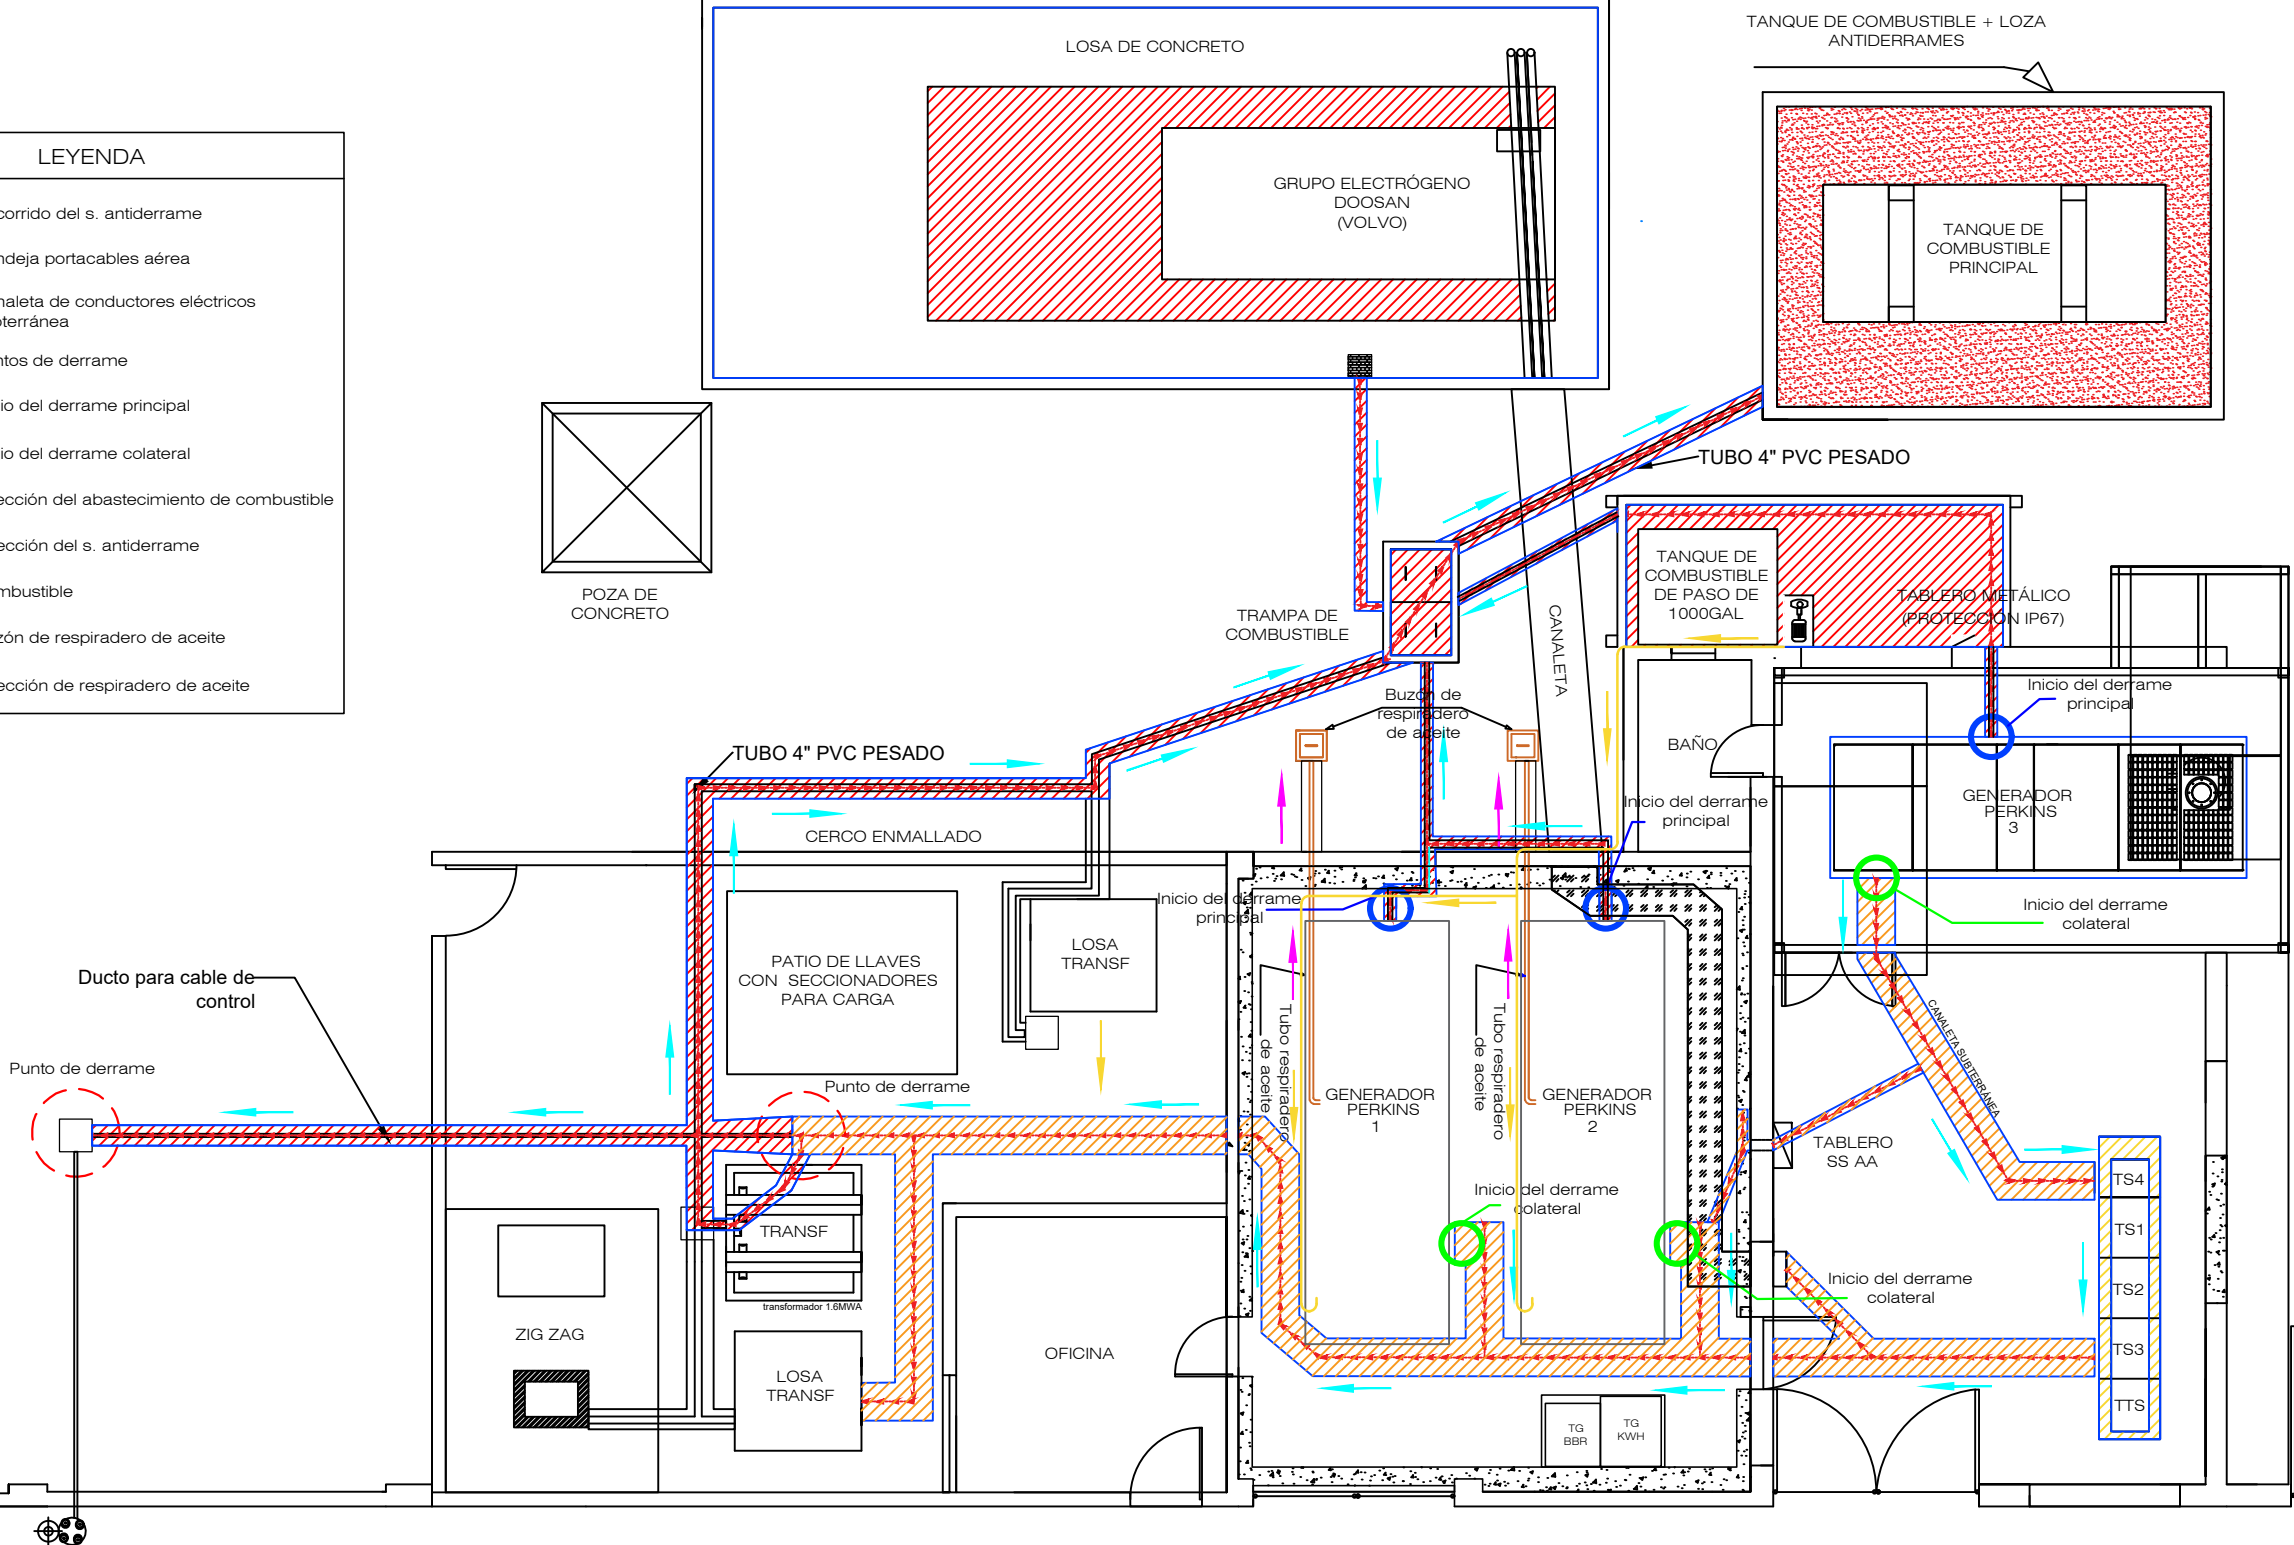 LOSA DE CONCRETO
TANQUE DE COMBUSTIBLE + LOZA
ANTIDERRAMES
LEYENDA
corrido del s. antiderrame
ndeja portacables aérea
naleta de conductores eléctricos
oterránea
ntos de derrame
io del derrame principal
io del derrame colateral
ección del abastecimiento de combustible
ección del s. antiderrame
mbustible
zón de respiradero de aceite
ección de respiradero de aceite
GRUPO ELECTRÓGENO
DOOSAN
(VOLVO)
TANQUE DE
COMBUSTIBLE
PRINCIPAL
TUBO 4" PVC PESADO
POZA DE
CONCRETO
TRAMPA DE
COMBUSTIBLE
CANALETA
TANQUE DE
COMBUSTIBLE
DE PASO DE
1000GAL
TABLERO METÁLICO
(PROTECCIÓN IP67)
Buzón de
respiradero
de aceite
BAÑO
Inicio del derrame
principal
TUBO 4" PVC PESADO
CERCO ENMALLADO
Inicio del derrame
principal
GENERADOR
PERKINS
3
Inicio del derrame
principal
Inicio del derrame
colateral
PATIO DE LLAVES
CON SECCIONADORES
PARA CARGA
LOSA
TRANSF
Ducto para cable de
control
Punto de derrame
Punto de derrame
Tubo respiradero
de aceite
Tubo respiradero
de aceite
GENERADOR
PERKINS
1
GENERADOR
PERKINS
2
CANALETA SUBTERRÁNEA
TABLERO
SS AA
TRANSF
transformador 1.6MWA
Inicio del derrame
colateral
Inicio del derrame
colateral
TS4
TS1
TS2
TS3
TTS
ZIG ZAG
LOSA
TRANSF
OFICINA
TG
BBR
TG
KWH